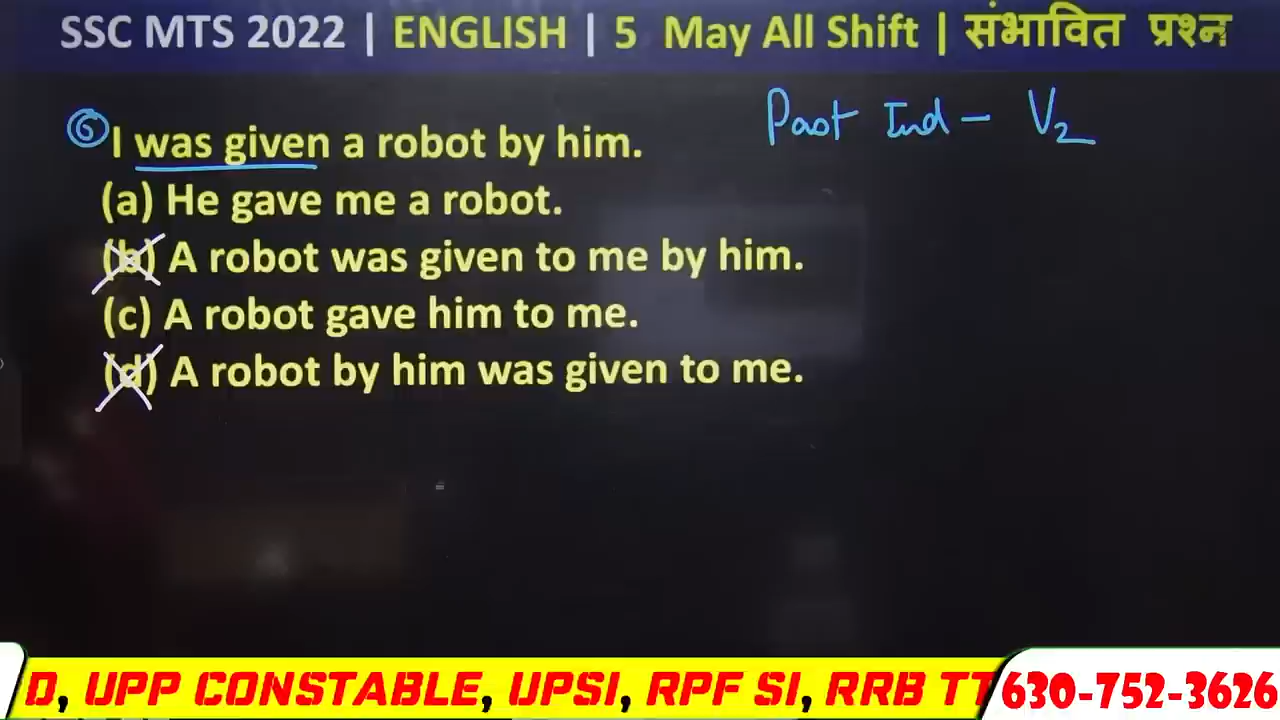 SSC MTS 2022 | ENGLISH | 5 May All Shift | संभावित प्रश्न
Past Ind - V2
6 I was given a robot by him.
(a) He gave me a robot.
(b) A robot was given to me by him.
(c) A robot gave him to me.
(d) A robot by him was given to me.
D, UPP CONSTABLE, UPSI, RPF SI, RRB TT
630-752-3626